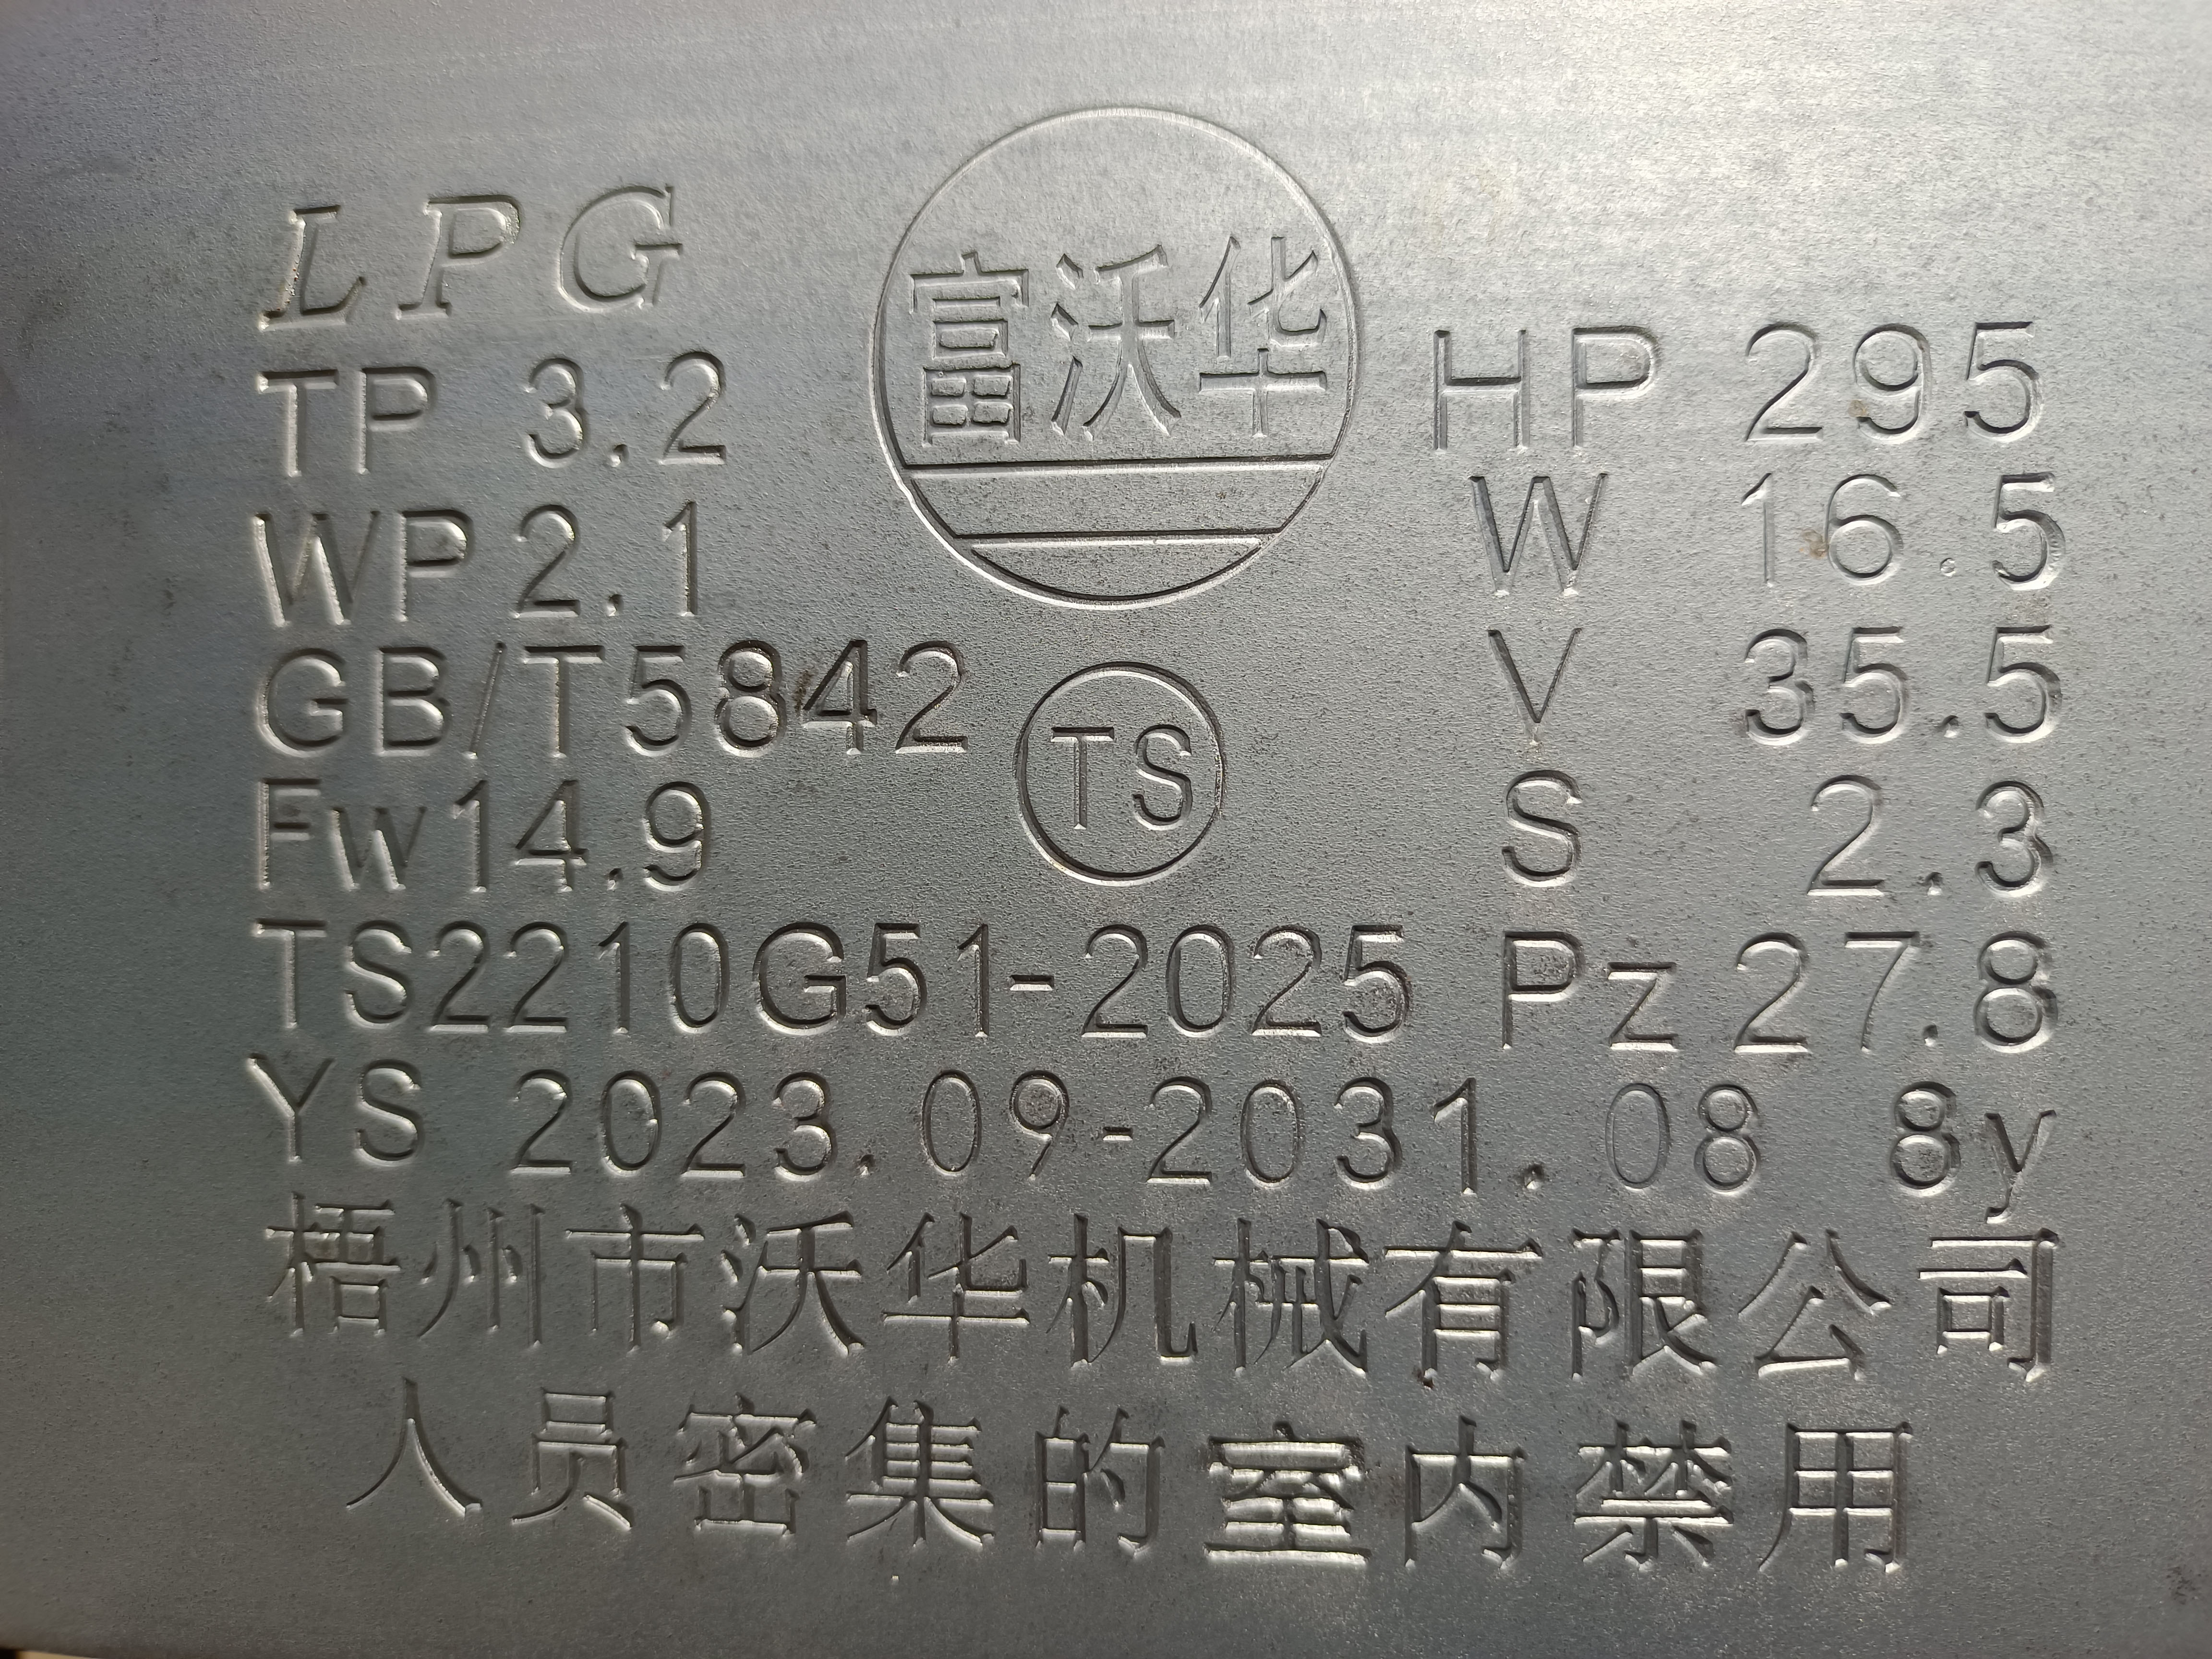 LPG
富沃华
TP 3.2
HP 295
WP 2.1
W 16.5
GB/T5842
TS
V 35.5
Fw14.9
S 2.3
TS2210G51-2025 Pz 27.8
YS 2023.09-2031.08 8y
梧州市沃华机械有限公司
人员密集的室内禁用